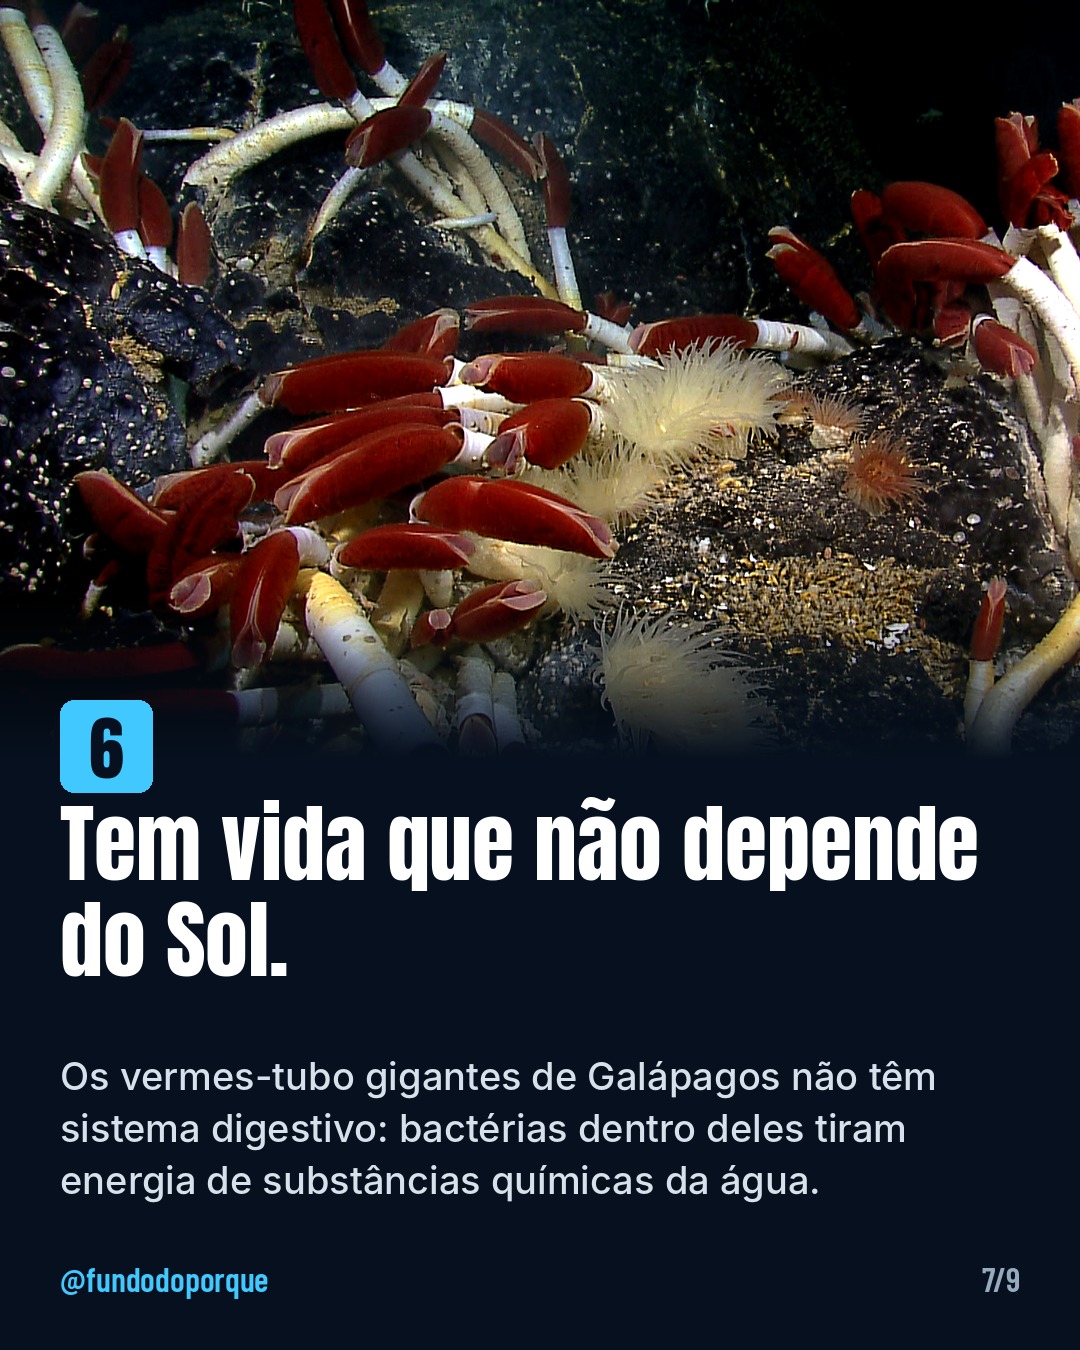 6
Tem vida que não depende
do Sol.
Os vermes-tubo gigantes de Galápagos não têm
sistema digestivo: bactérias dentro deles tiram
energia de substâncias químicas da água.
@fundodoporque
7/9